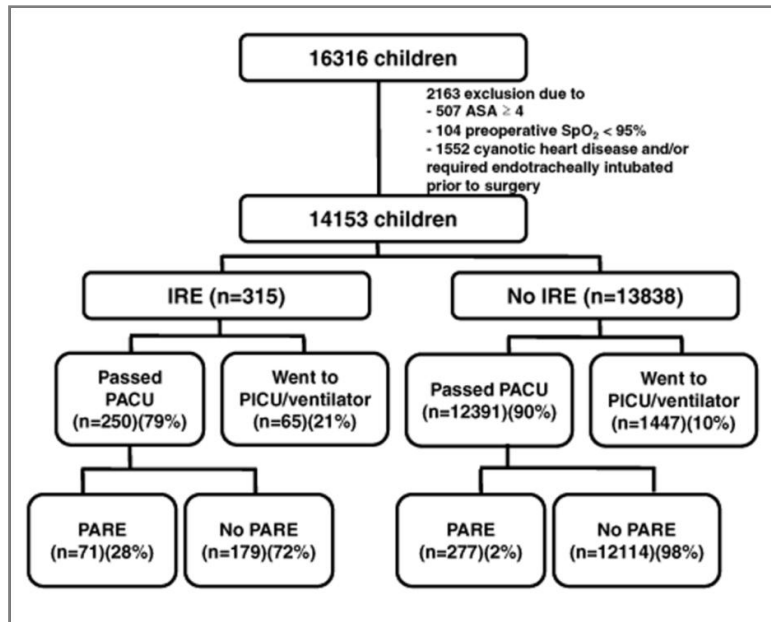 16316 children
2163 exclusion due to
- 507 ASA ≧ 4
- 104 preoperative SpO₂ < 95%
- 1552 cyanotic heart disease and/or
required endotracheally intubated
prior to surgery
14153 children
IRE (n=315)
No IRE (n=13838)
Passed
PACU
(n=250)(79%)
Went to
PICU/ventilator
(n=65)(21%)
Passed PACU
(n=12391)(90%)
Went to
PICU/ventilator
(n=1447)(10%)
PARE
(n=71)(28%)
No PARE
(n=179)(72%)
PARE
(n=277)(2%)
No PARE
(n=12114)(98%)